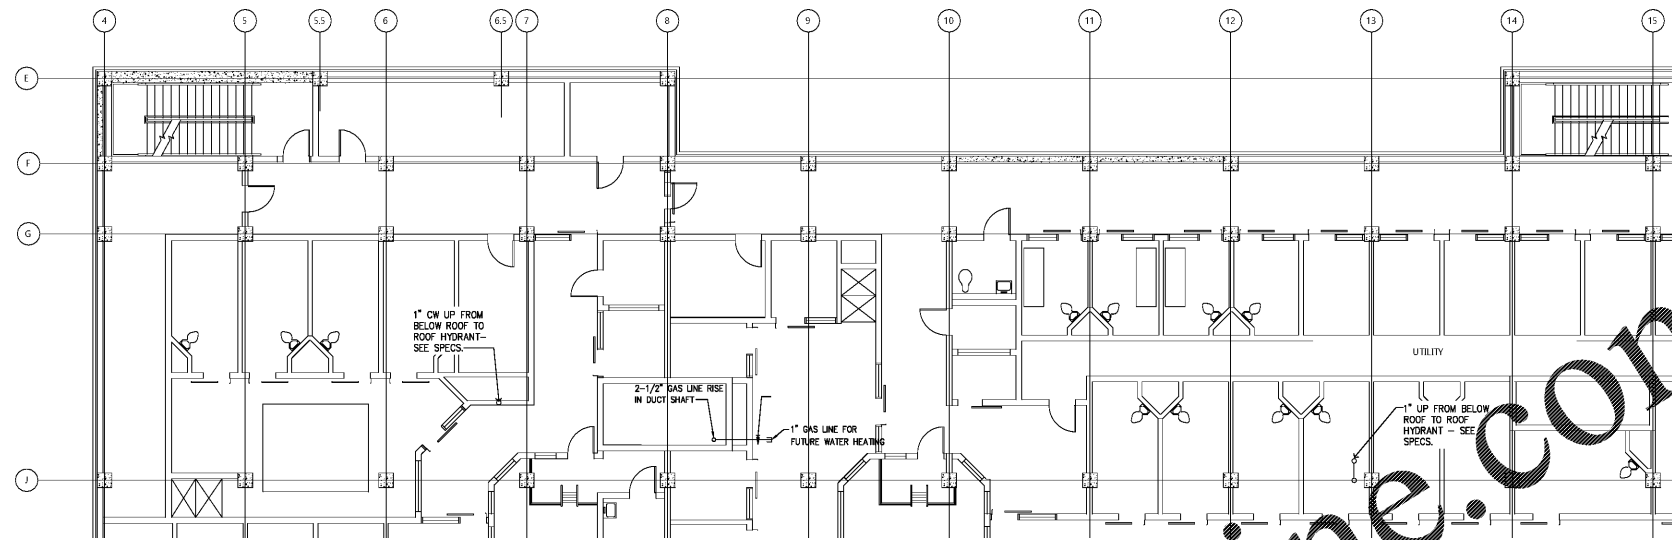 4 5 5.5 6 6.5 7 8 9 10 11 12 13 14 15
E
F
G
1" CW UP FROM
BELOW ROOF TO
ROOF HYDRANT-
SEE SPECS.
UTILITY
2-1/2" GAS LINE RISE
IN DUCT SHAFT
1" GAS LINE FOR
FUTURE WATER HEATING
1" UP FROM BELOW
ROOF TO ROOF
HYDRANT - SEE
SPECS.
J
ne.con